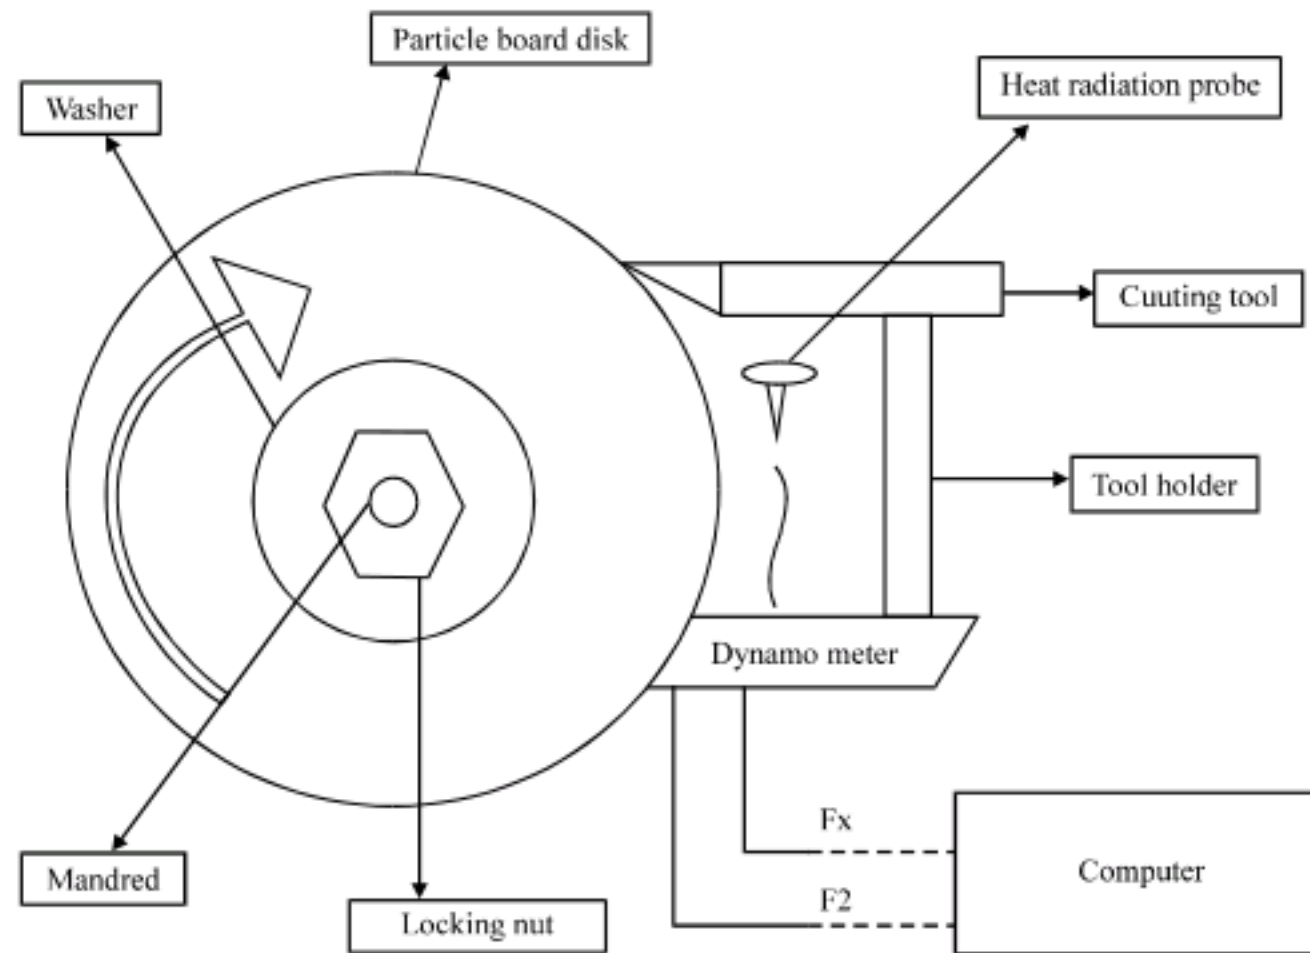 Particle board disk
Heat radiation probe
Washer
Cuuting tool
Tool holder
Dynamo meter
Fx
Computer
Mandred
F2
Locking nut